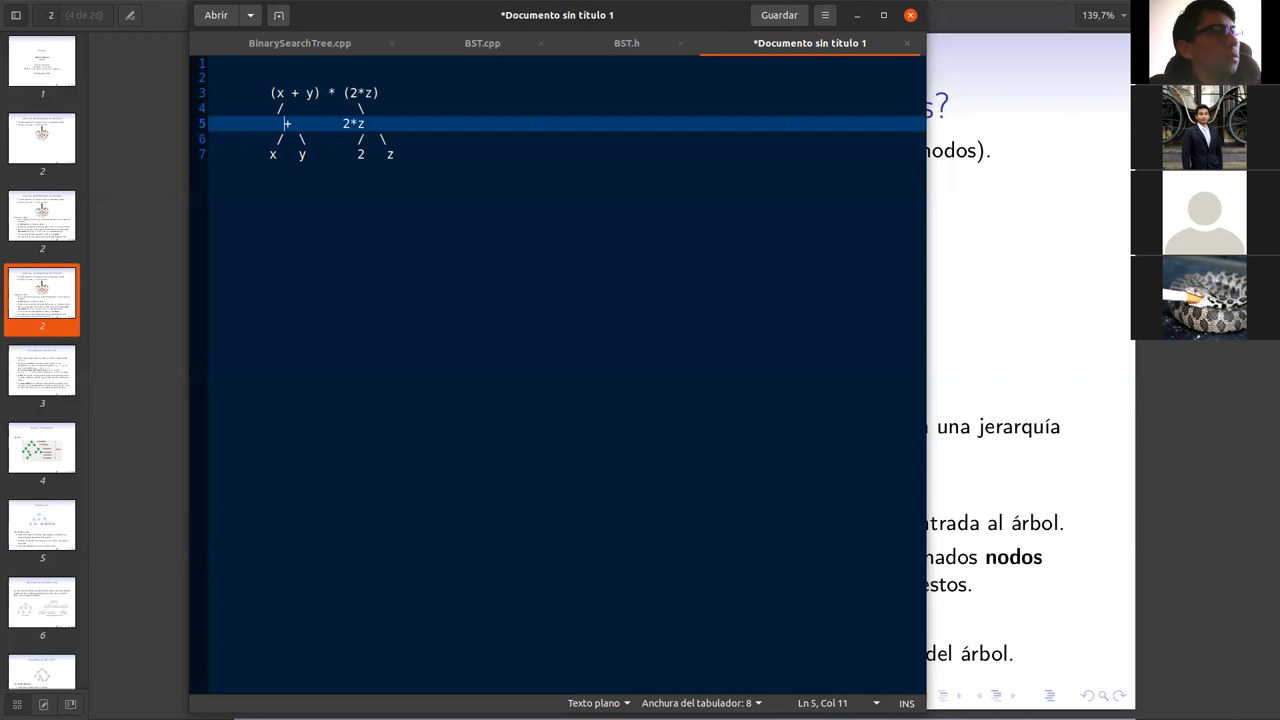 2 (4 de 26)
Abrir
*Documento sin título 1
Guardar
139,7%
BinarySearchTree.cpp
BST.cpp
BST.h
*Documento sin título 1
1
2
3 (x + y) * (2*z)
4 / \
5 + 2*z
6 / \ / \
7 x y 2 z
s?
nodos).
una jerarquía
ntrada al árbol.
nados nodos
estos.
del árbol.
1
2
2
2
3
4
5
6
Texto plano
Anchura del tabulador: 8
Ln 5, Col 11
INS